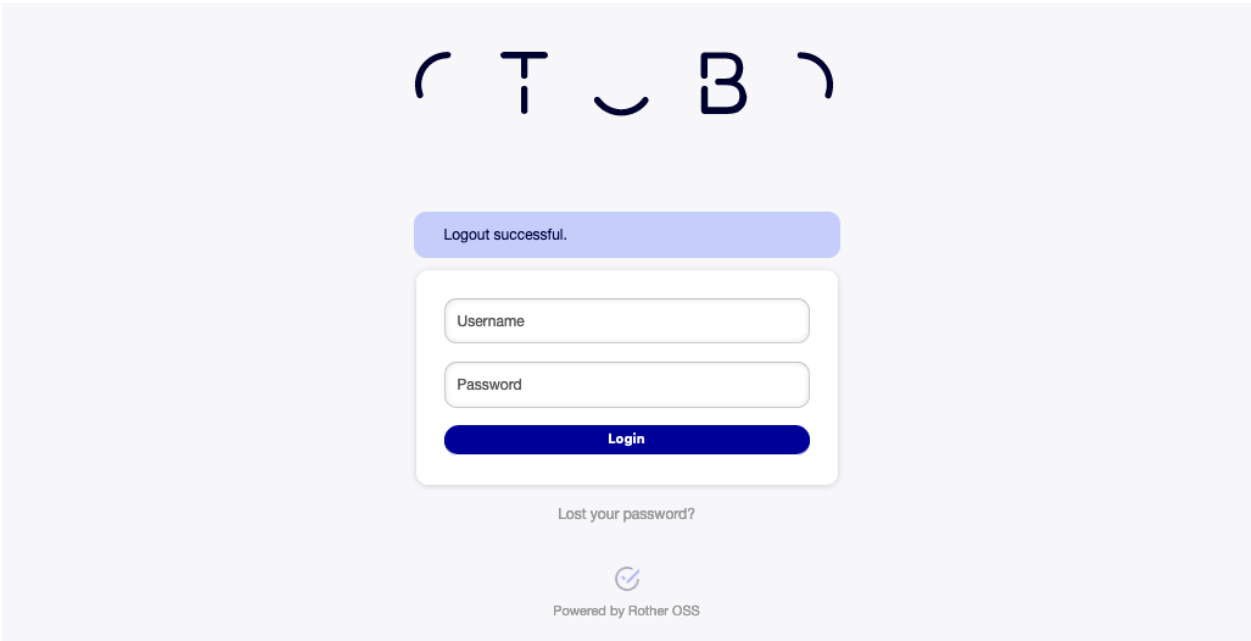 T B
Logout successful.
Username
Password
Login
Lost your password?
Powered by Rother OSS